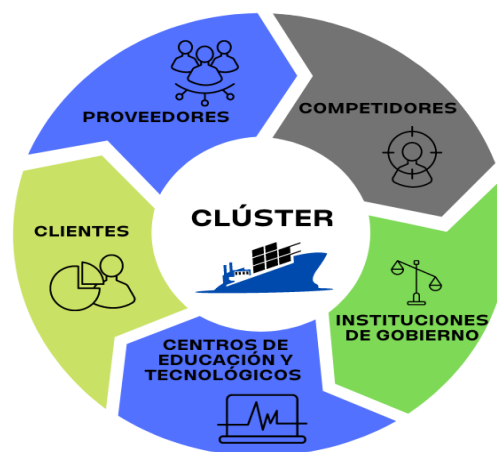 PROVEEDORES
COMPETIDORES
CLIENTES
CLÚSTER
INSTITUCIONES
DE GOBIERNO
CENTROS DE
EDUCACIÓN Y
TECNOLÓGICOS